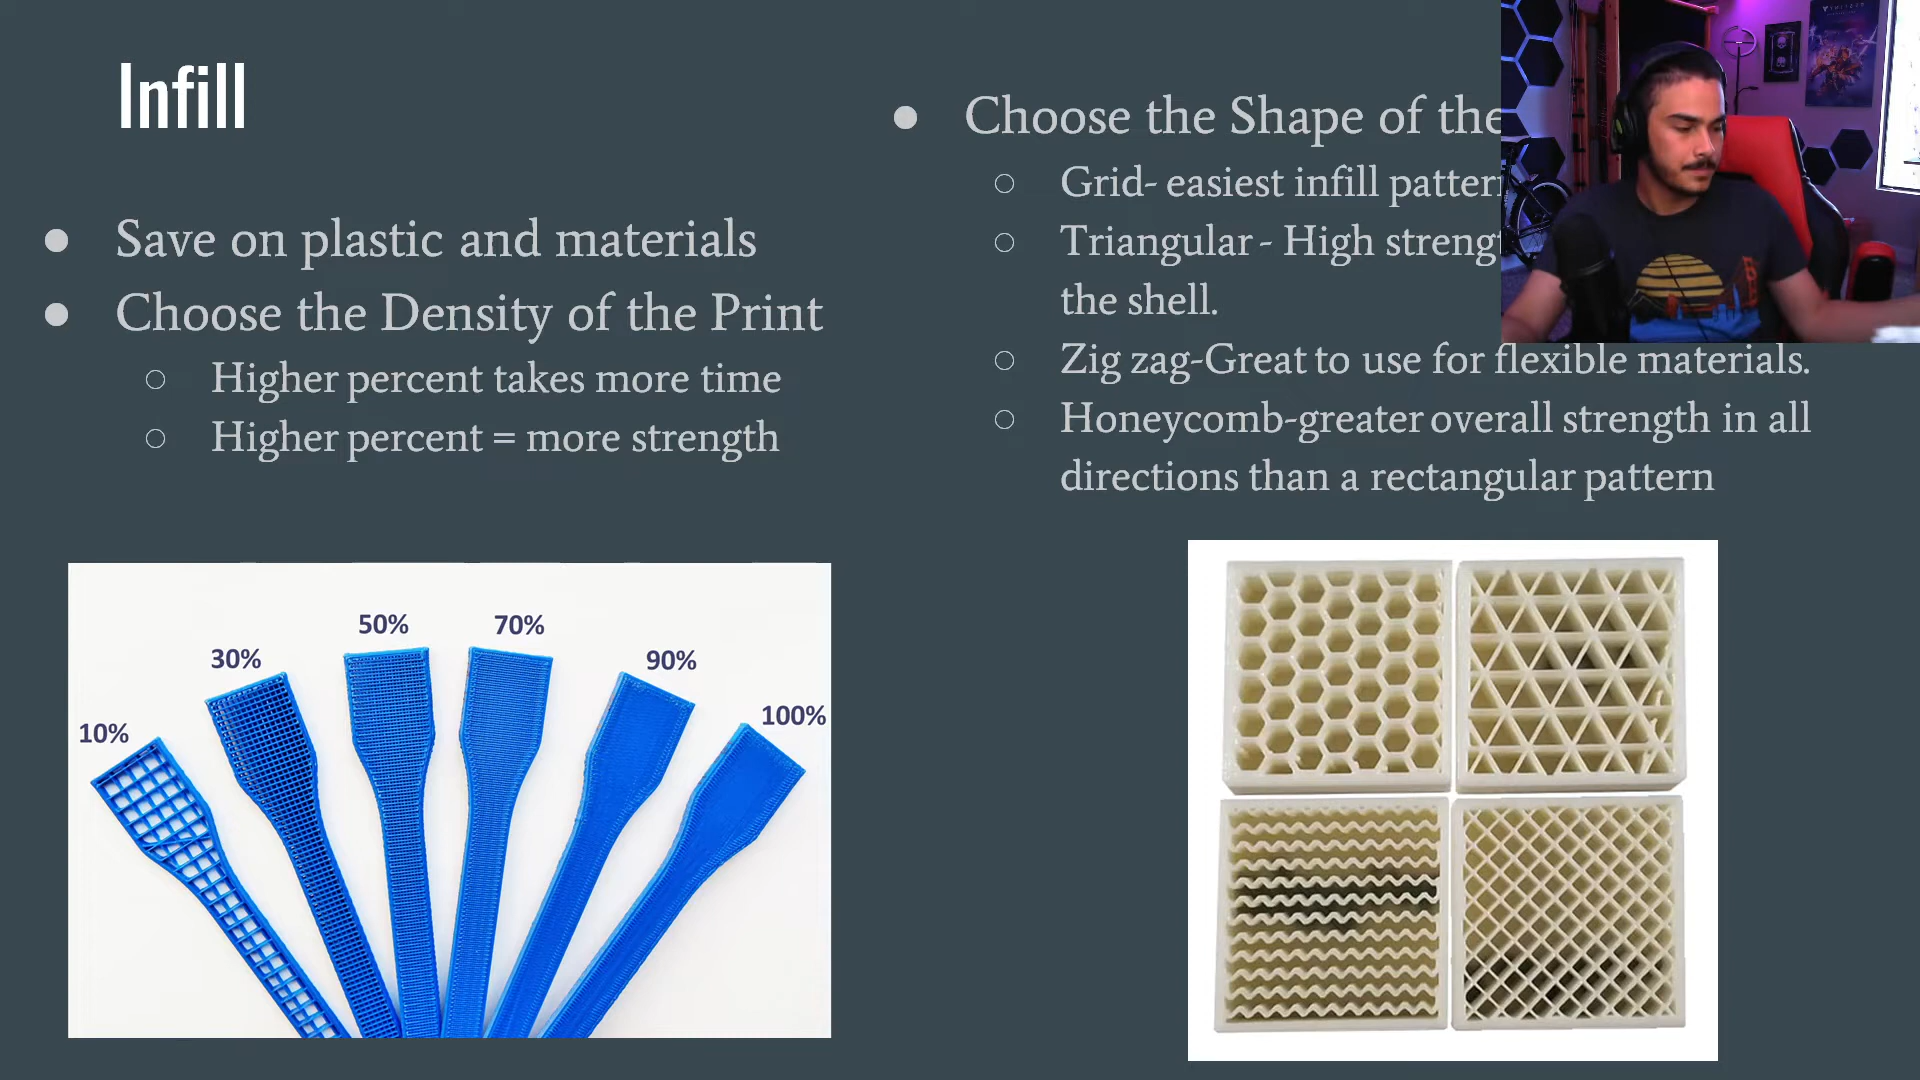 Infill
Save on plastic and materials
Choose the Density of the Print
Higher percent takes more time
Higher percent = more strength
Choose the Shape of the
Grid- easiest infill
Triangular - High
the shell.
Zig zag-Great to use for flexible materials.
Honeycomb-greater overall strength in all
directions than a rectangular pattern
10%
30%
50%
70%
90%
100%